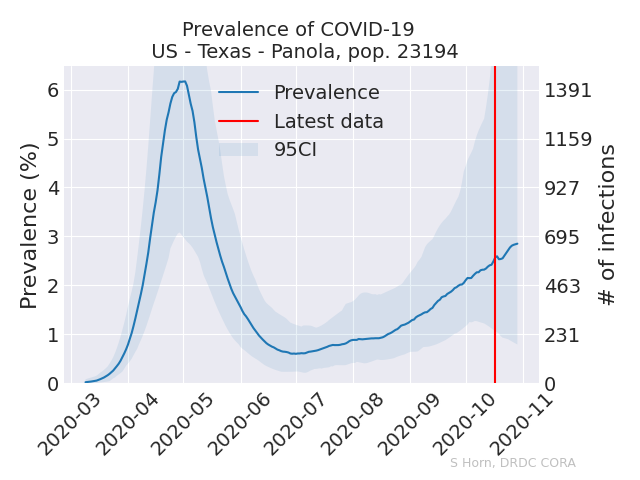 Prevalence of COVID-19
US - Texas - Panola, pop. 23194
Prevalence
Latest data
95CI
Prevalence (%)
6
5
4
3
2
1
0
1391
1159
927
695
463
231
0
# of infections
2020-03
2020-04
2020-05
2020-06
2020-07
2020-08
2020-09
2020-10
2020-11
S Horn, DRDC CORA